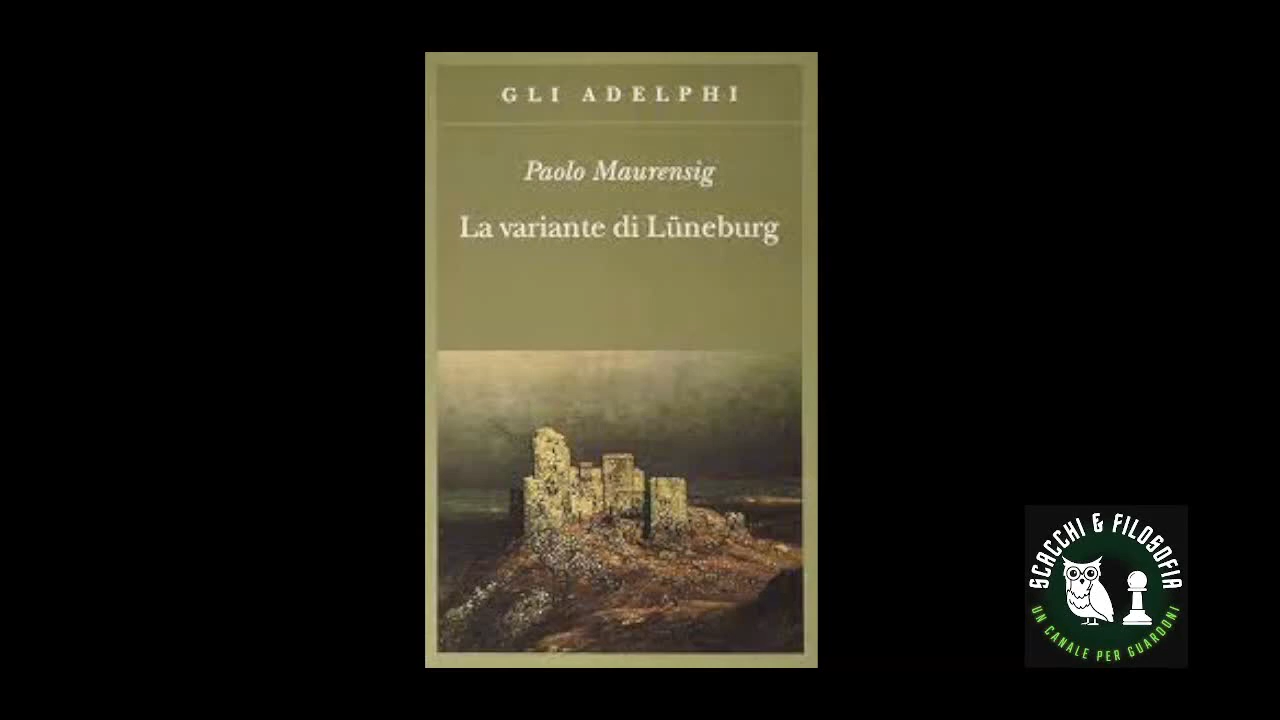 GLI ADELPHI
Paolo Maurensig
La variante di Lüneburg
SCACCHI & FILOSOFIA
UN CANALE PER GUARDONI